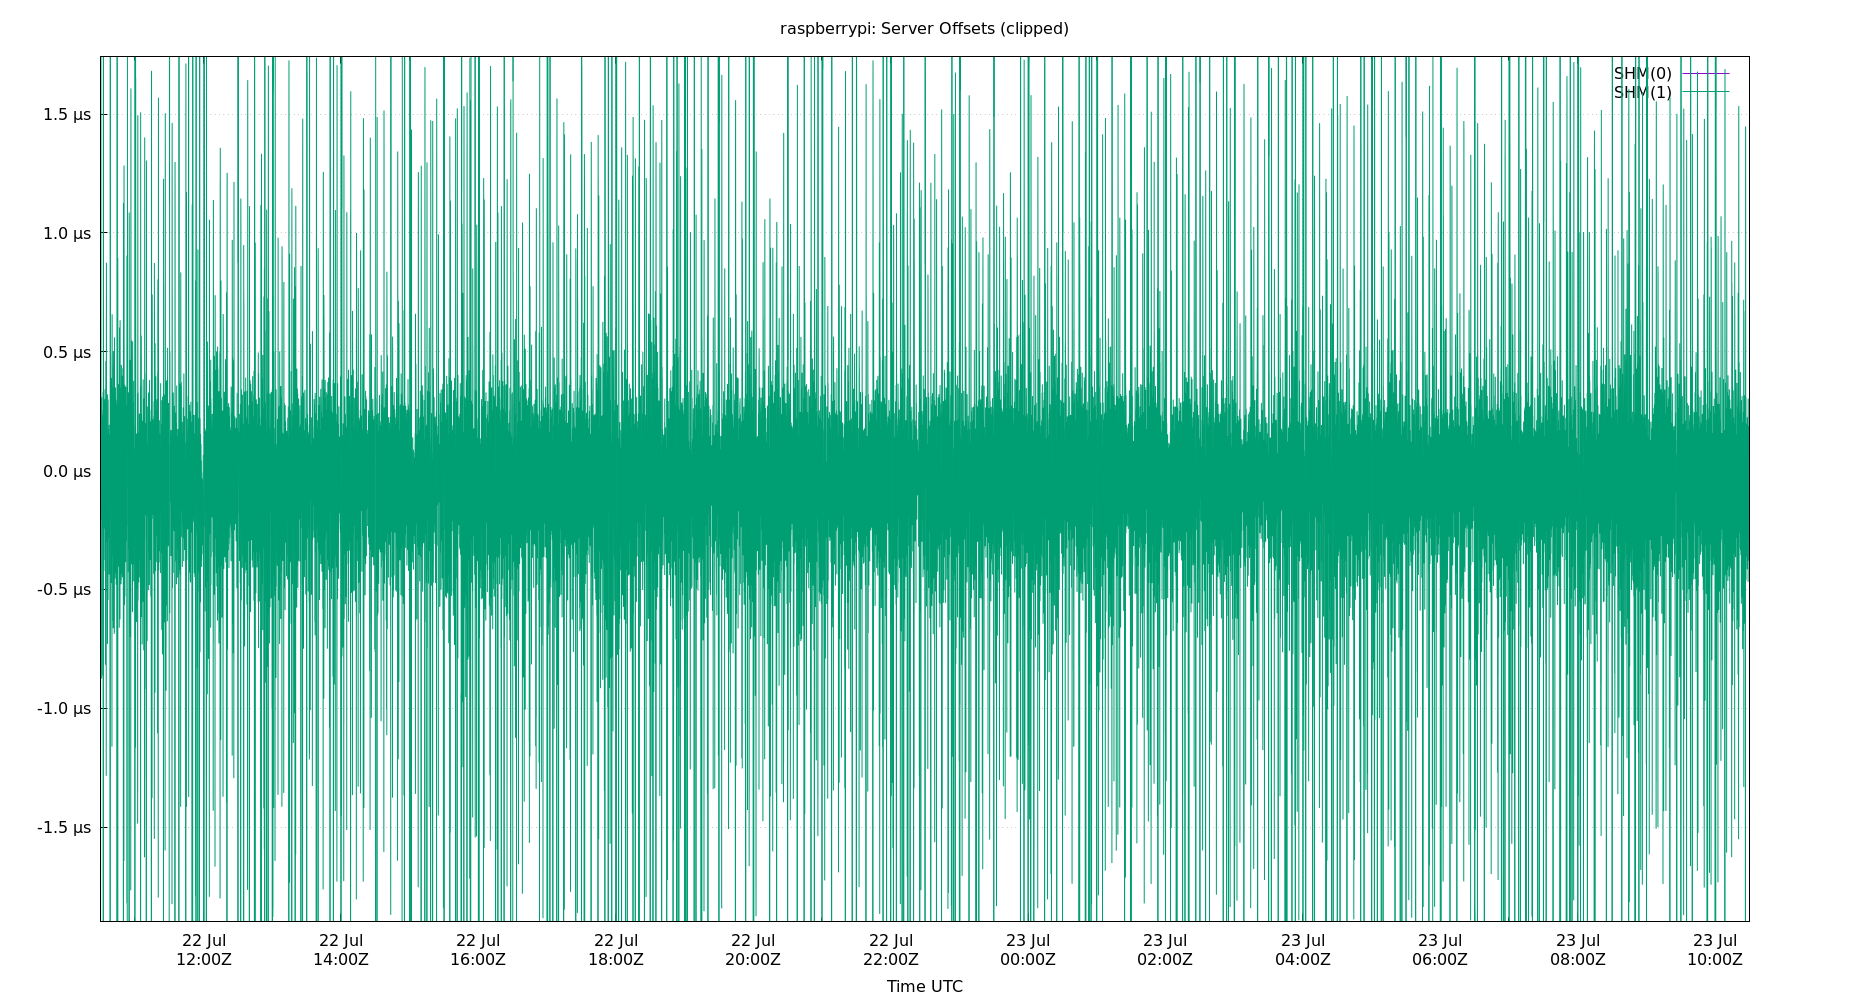 raspberrypi: Server Offsets (clipped)
SHM(0)
SHM(1)
1.5 µs
1.0 µs
0.5 µs
0.0 µs
-0.5 µs
-1.0 µs
-1.5 µs
22 Jul 22 Jul 22 Jul 22 Jul 22 Jul 22 Jul 23 Jul 23 Jul 23 Jul 23 Jul 23 Jul 23 Jul
12:00Z 14:00Z 16:00Z 18:00Z 20:00Z 22:00Z 00:00Z 02:00Z 04:00Z 06:00Z 08:00Z 10:00Z
Time UTC